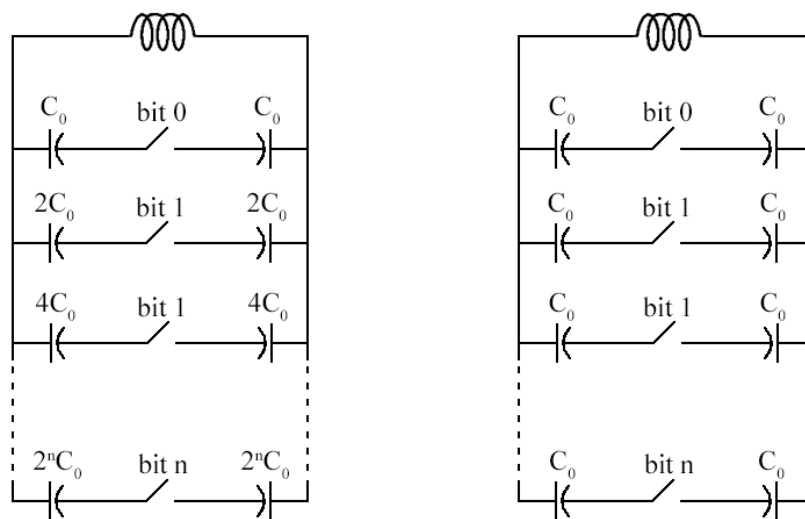 C₀ bit 0 C₀
2C₀ bit 1 2C₀
4C₀ bit 1 4C₀
2ⁿC₀ bit n 2ⁿC₀
C₀ bit 0 C₀
C₀ bit 1 C₀
C₀ bit 1 C₀
C₀ bit n C₀